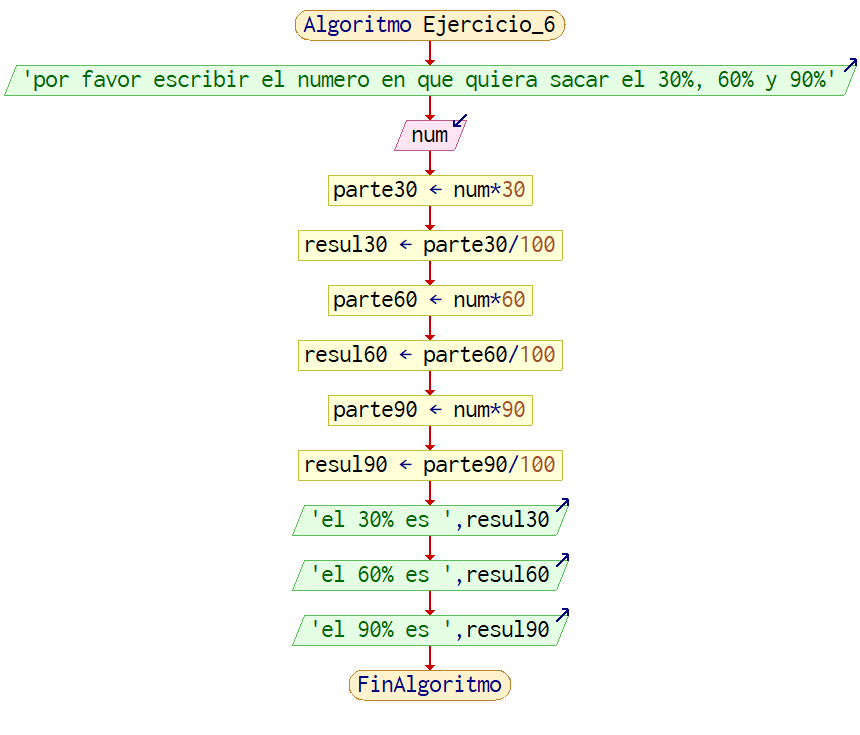 Algoritmo Ejercicio_6
'por favor escribir el numero en que quiera sacar el 30%, 60% y 90%'
num
parte30 ← num*30
resul30 ← parte30/100
parte60 ← num*60
resul60 ← parte60/100
parte90 ← num*90
resul90 ← parte90/100
'el 30% es ',resul30
'el 60% es ',resul60
'el 90% es ',resul90
FinAlgoritmo